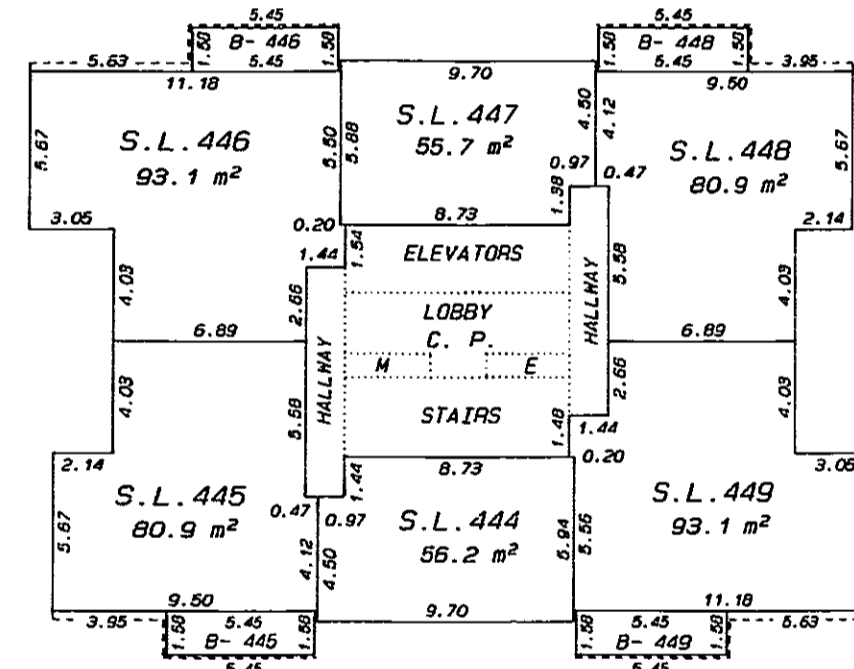 5.45 5.45
1.50 B- 446 1.50 1.50 B- 448 1.50
5.63 5.45 9.70 5.45 3.95
11.18 9.50
5.67 S.L.446 93.1 m² 5.50 5.88 S.L.447 55.7 m² 4.50 4.12 S.L.448 80.9 m² 5.67
0.97 0.47
1.38
3.05 0.20 8.73 2.14
1.44 1.54 ELEVATORS
4.03 2.66 LOBBY HALLWAY 5.58 4.03
6.89 C. P. 6.89
M E
4.03 HALLWAY 5.58 STAIRS 2.66 4.03
1.48 1.44
2.14 8.73 0.20 3.05
1.44
S.L.445 0.47 0.97 S.L.444 S.L.449
5.67 80.9 m² 4.12 4.50 56.2 m² 5.94 5.56 93.1 m²
9.50 9.70 11.18
3.95 5.45 5.45 5.63
1.50 B- 445 1.50 1.50 B- 449 1.50
5.45 5.45